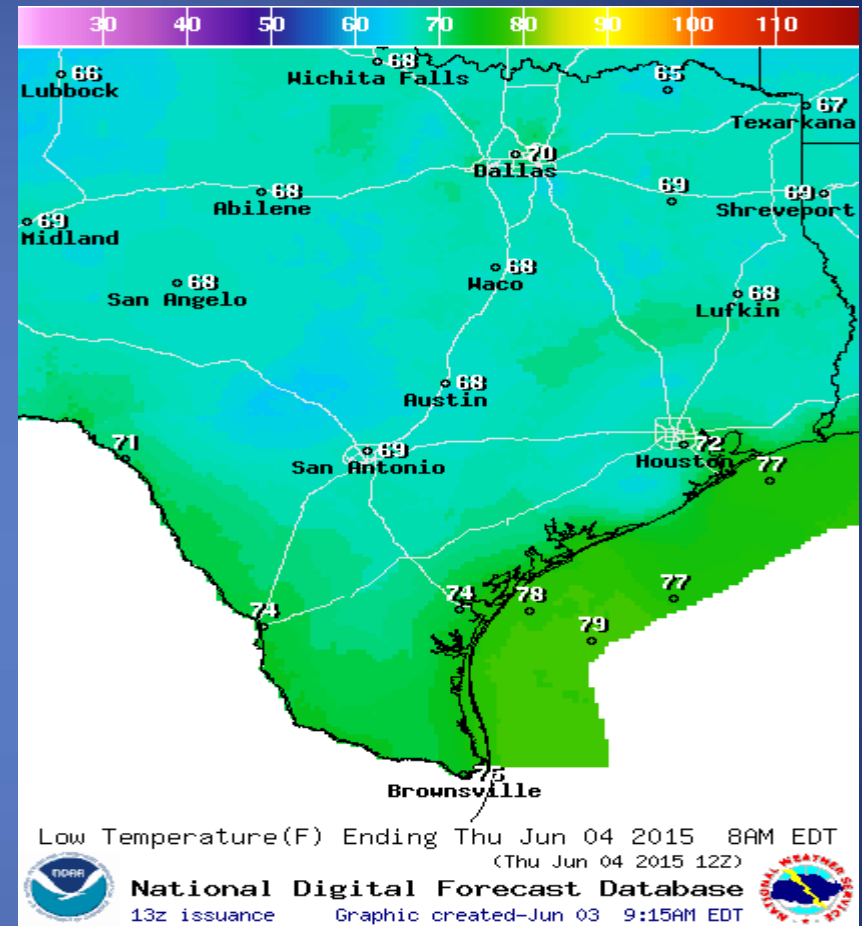 30 40 50 60 70 80 90 100 110
66
Lubbock
68
Wichita Falls
65
67
Texarkana
70
Dallas
68
Abilene
69
69
Shreveport
69
Midland
68
San Angelo
68
Waco
68
Lufkin
68
Austin
71
69
San Antonio
72
Houston
77
74
74
78
77
79
75
Brownsville
Low Temperature(F) Ending Thu Jun 04 2015 8AM EDT
(Thu Jun 04 2015 12Z)
National Digital Forecast Database
13z issuance Graphic created-Jun 03 9:15AM EDT
NOAA
NATIONAL WEATHER SERVICE